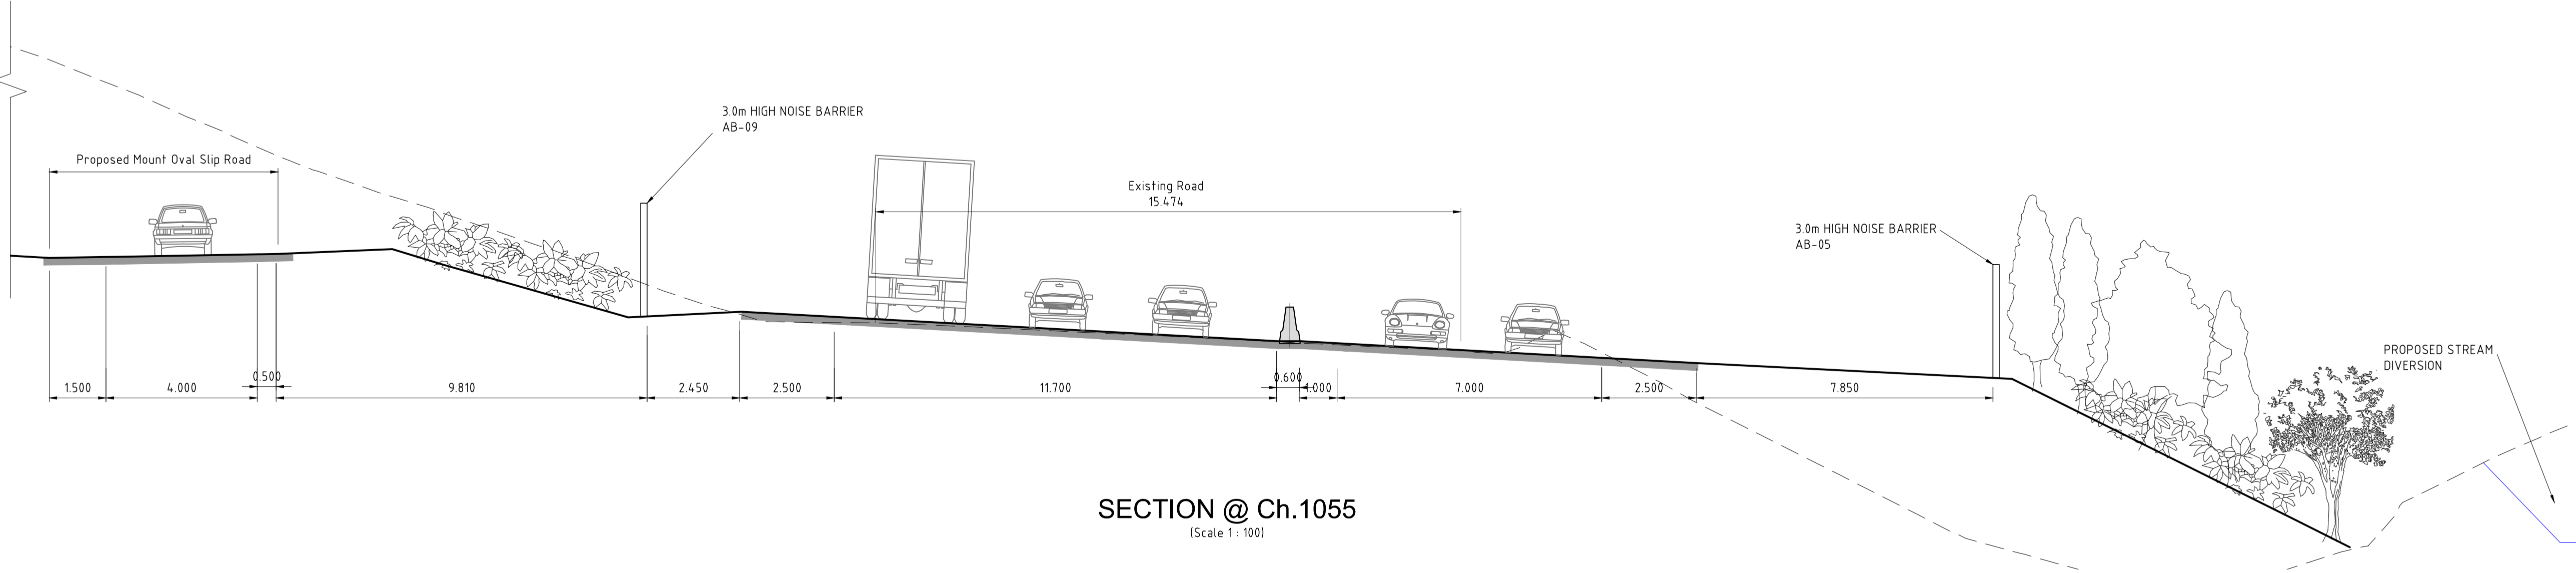 3.0m HIGH NOISE BARRIER
AB-09
Proposed Mount Oval Slip Road
Existing Road
15.474
3.0m HIGH NOISE BARRIER
AB-05
PROPOSED STREAM
DIVERSION
1.500
4.000
0.500
9.810
2.450
2.500
11.700
0.600
1.000
7.000
2.500
7.850
SECTION @ Ch.1055
(Scale 1 : 100)